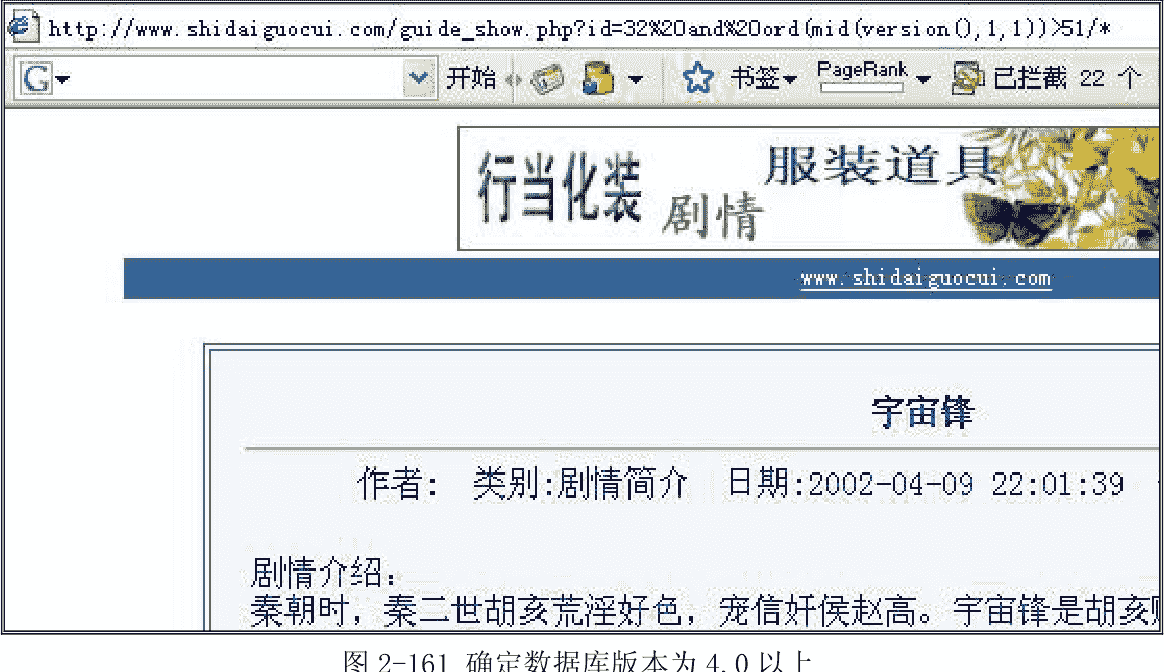 http://www.shidaiguocui.com/guide_show.php?id=32%20and%20ord(mid(version(),1,1))>51/*
G 开始 书签 PageRank 已拦截 22 个
行当化装 剧情 服装道具
www.shidaiguocui.com
宇宙锋
作者: 类别:剧情简介 日期:2002-04-09 22:01:39
剧情介绍:
秦朝时，秦二世胡亥荒淫好色，宠信奸侯赵高。宇宙锋是胡亥
图 2-161 确定数据库版本为 4.0 以上